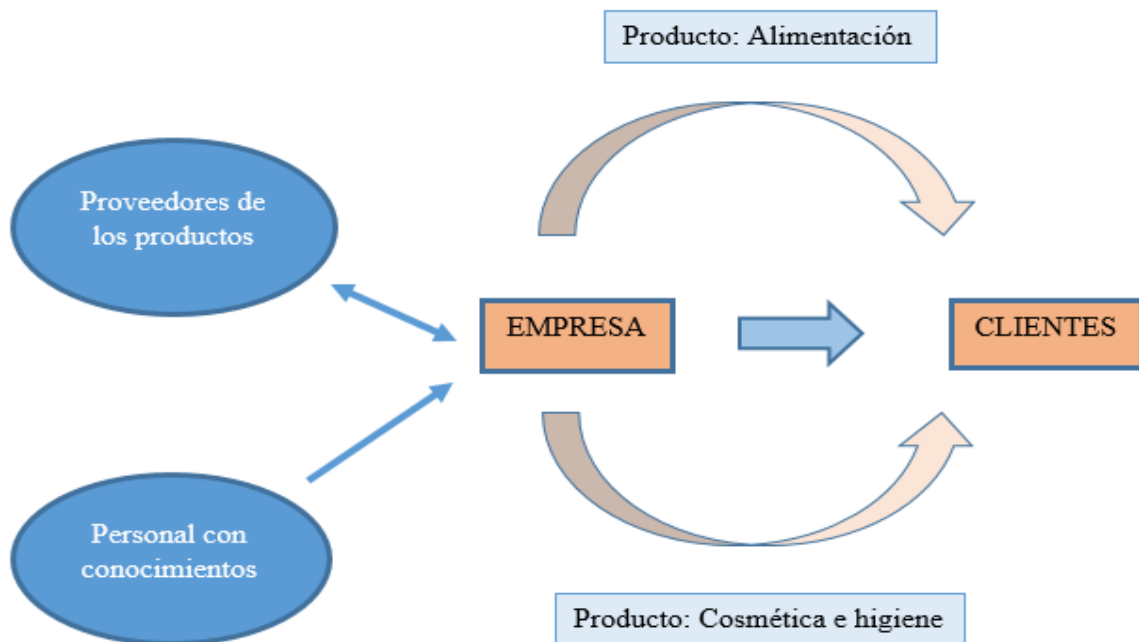 Producto: Alimentación
Proveedores de
los productos
EMPRESA
CLIENTES
Personal con
conocimientos
Producto: Cosmética e higiene